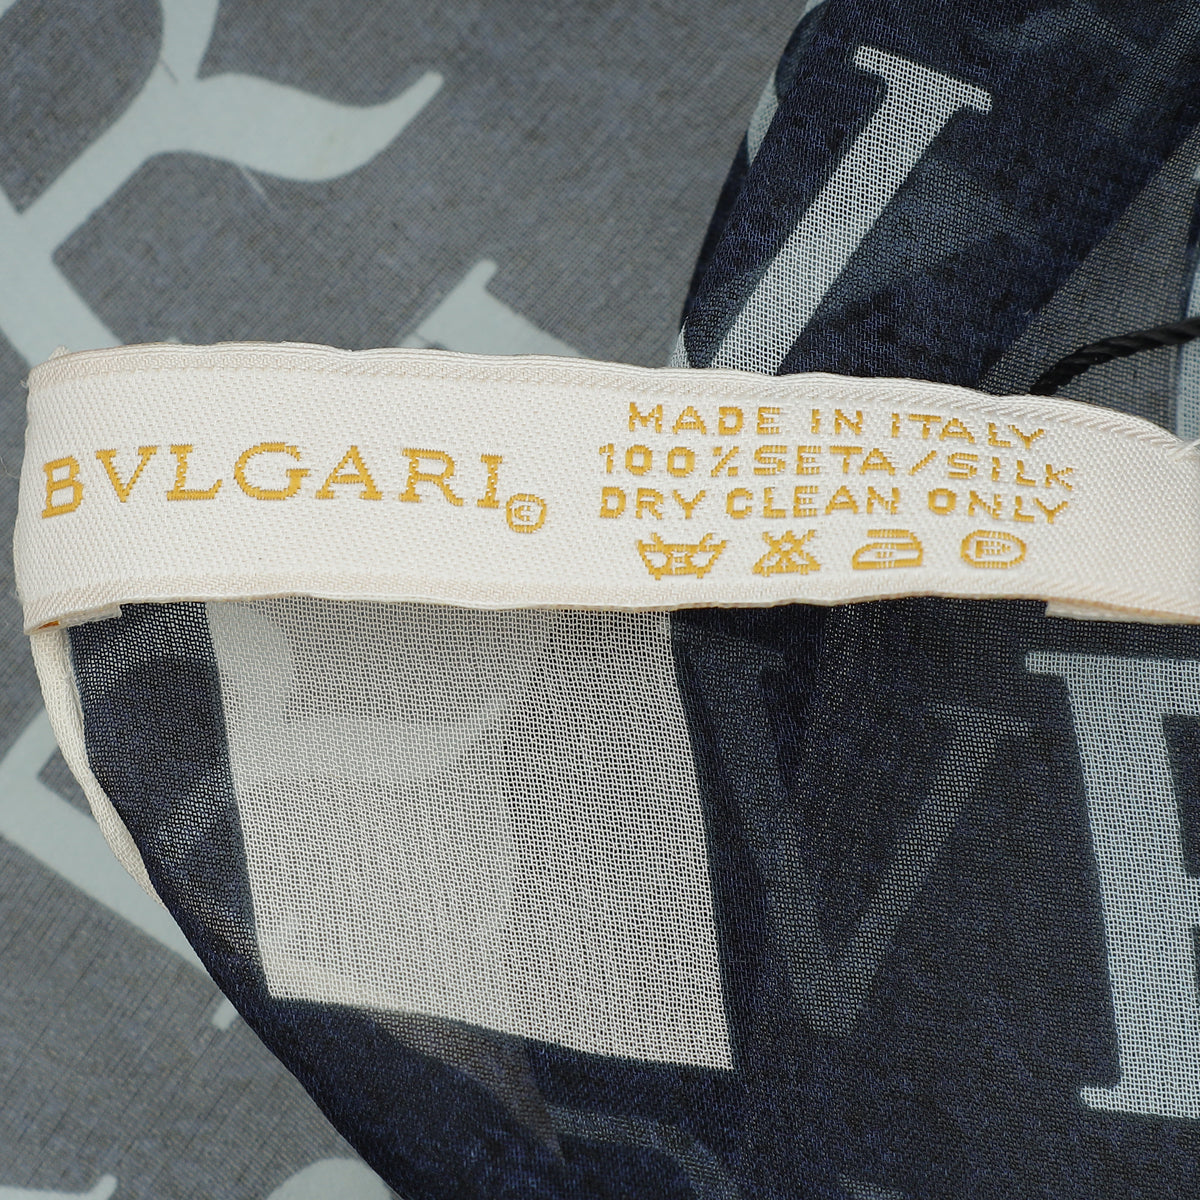 BVLGARI©
MADE IN ITALY
100%SETA/SILK
DRY CLEAN ONLY
P